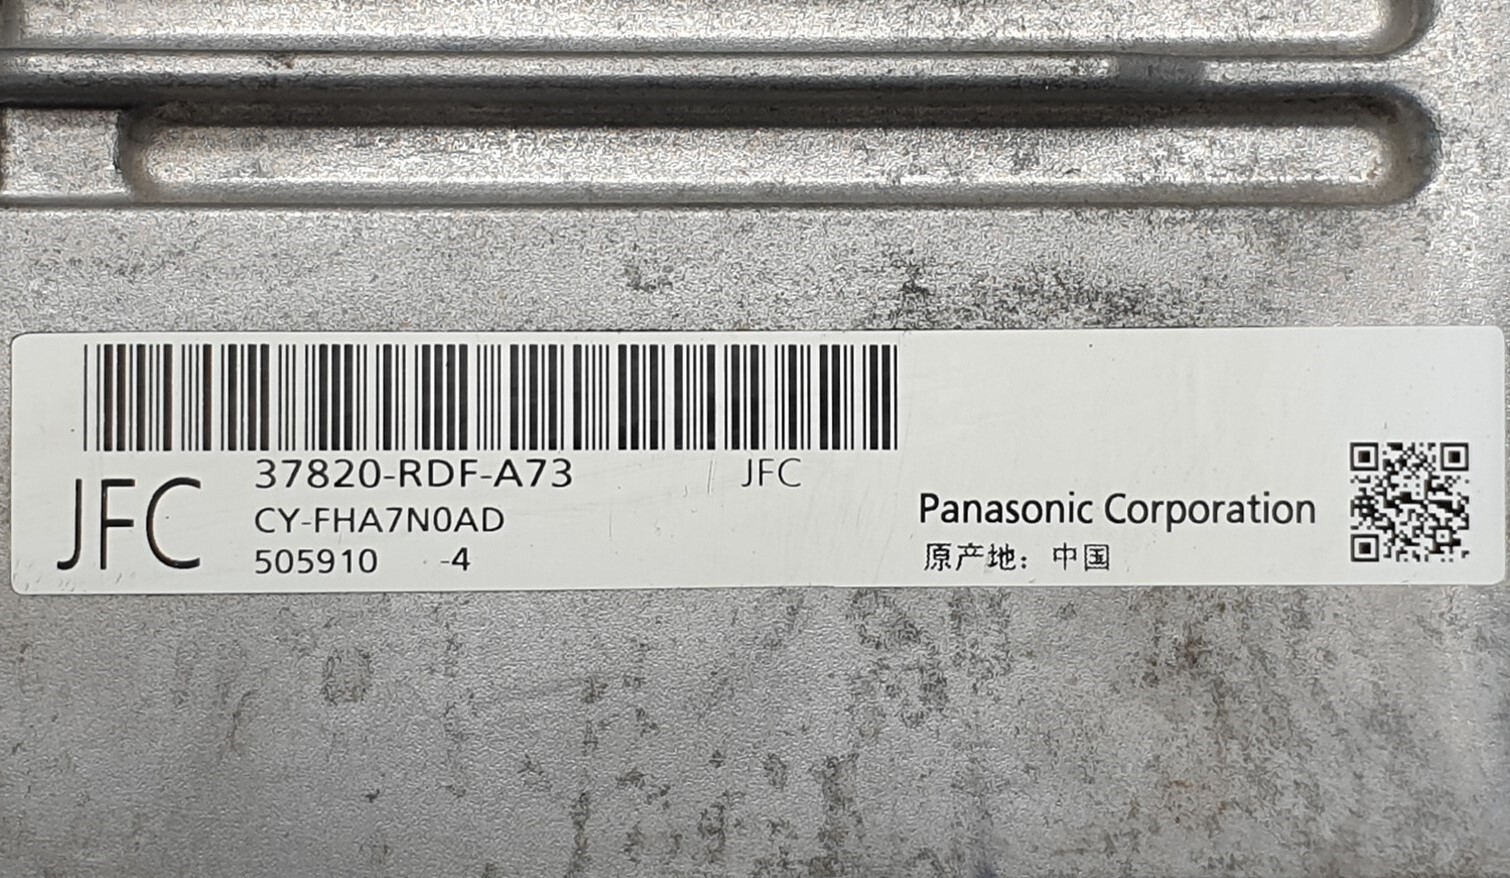 37820-RDF-A73 JFC
JFC
CY-FHA7N0AD
505910 -4
Panasonic Corporation
原产地：中国